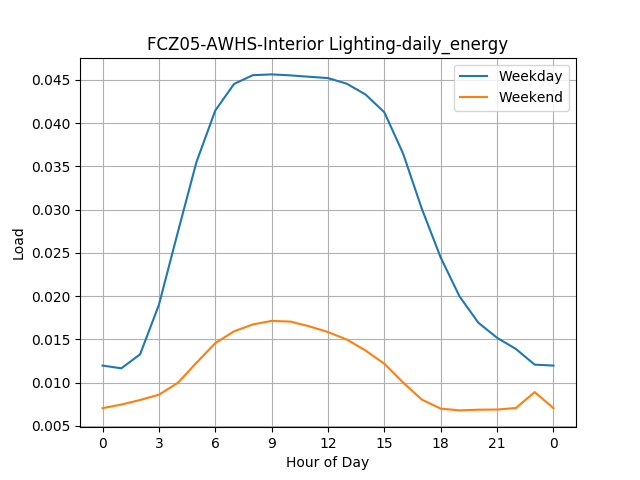 FCZ05-AWHS-Interior Lighting-daily_energy
Weekday
Weekend
0.045
0.040
0.035
0.030
0.025
0.020
0.015
0.010
0.005
Load
0 3 6 9 12 15 18 21 0
Hour of Day